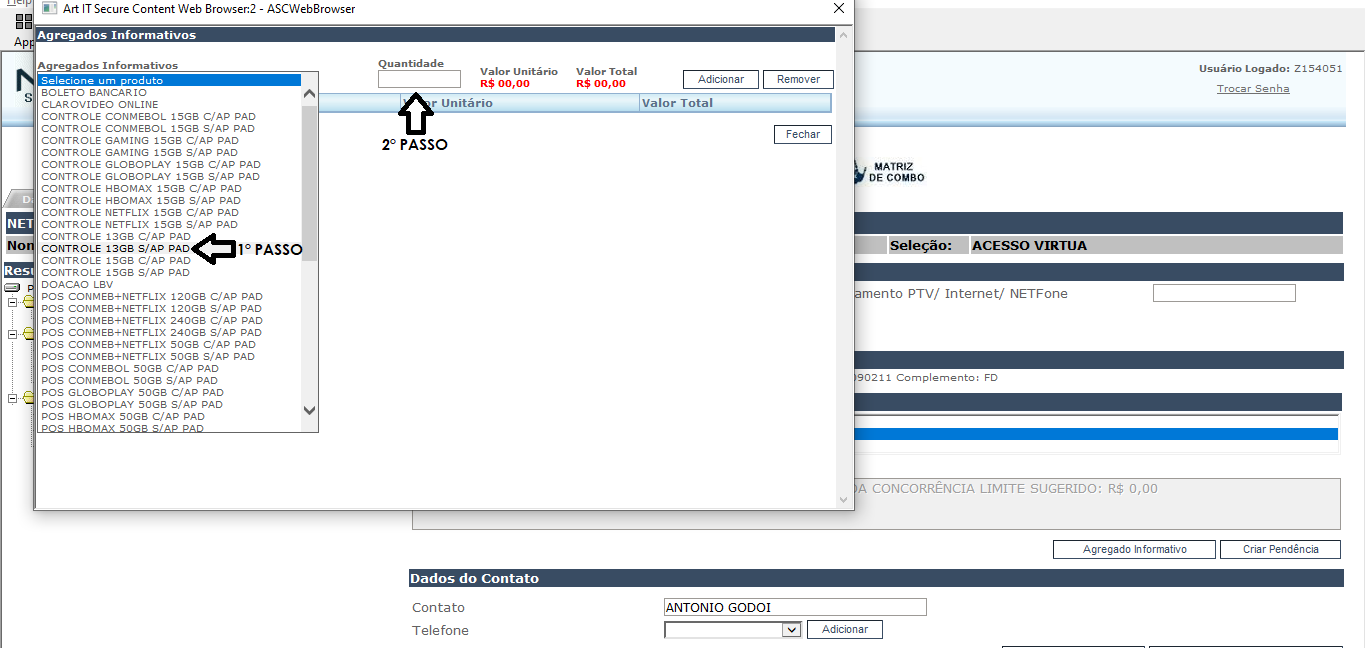 Help
Art IT Secure Content Web Browser:2 - ASCWebBrowser
App
Agregados Informativos
Agregados Informativos
Quantidade
Valor Unitário
R$ 00,00
Valor Total
R$ 00,00
Adicionar
Remover
Valor Unitário
Valor Total
Fechar
Selecione um produto
BOLETO BANCARIO
CLAROVIDEO ONLINE
CONTROLE CONMEBOL 15GB C/AP PAD
CONTROLE CONMEBOL 15GB S/AP PAD
CONTROLE GAMING 15GB C/AP PAD
CONTROLE GAMING 15GB S/AP PAD
CONTROLE GLOBOPLAY 15GB C/AP PAD
CONTROLE GLOBOPLAY 15GB S/AP PAD
CONTROLE HBOMAX 15GB C/AP PAD
CONTROLE HBOMAX 15GB S/AP PAD
CONTROLE NETFLIX 15GB C/AP PAD
CONTROLE NETFLIX 15GB S/AP PAD
CONTROLE 13GB C/AP PAD
CONTROLE 13GB S/AP PAD
CONTROLE 15GB C/AP PAD
CONTROLE 15GB S/AP PAD
DOACAO LBV
POS CONMEB+NETFLIX 120GB C/AP PAD
POS CONMEB+NETFLIX 120GB S/AP PAD
POS CONMEB+NETFLIX 240GB C/AP PAD
POS CONMEB+NETFLIX 240GB S/AP PAD
POS CONMEB+NETFLIX 50GB C/AP PAD
POS CONMEB+NETFLIX 50GB S/AP PAD
POS CONMEBOL 50GB C/AP PAD
POS CONMEBOL 50GB S/AP PAD
POS GLOBOPLAY 50GB C/AP PAD
POS GLOBOPLAY 50GB S/AP PAD
POS HBOMAX 50GB C/AP PAD
POS HBOMAX 50GB S/AP PAD
1º PASSO
2º PASSO
Usuário Logado: Z154051
Trocar Senha
MATRIZ
DE COMBO
NET
Nom
Seleção: ACESSO VIRTUA
Resu
amento PTV/ Internet/ NETFone
090211 Complemento: FD
DA CONCORRÊNCIA LIMITE SUGERIDO: R$ 0,00
Agregado Informativo
Criar Pendência
Dados do Contato
Contato
ANTONIO GODOI
Telefone
Adicionar